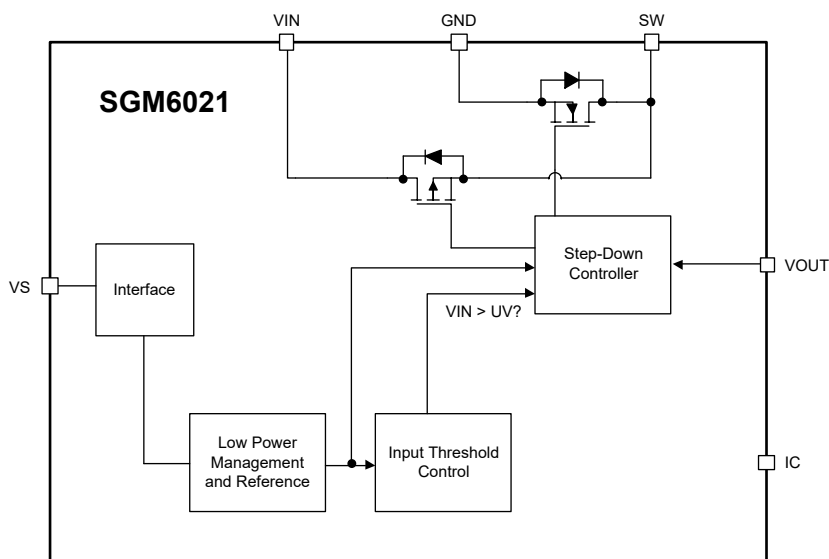 VIN GND SW
SGM6021
Step-Down
Controller
VOUT
VS
Interface
VIN > UV?
Low Power
Management
and Reference
Input Threshold
Control
IC